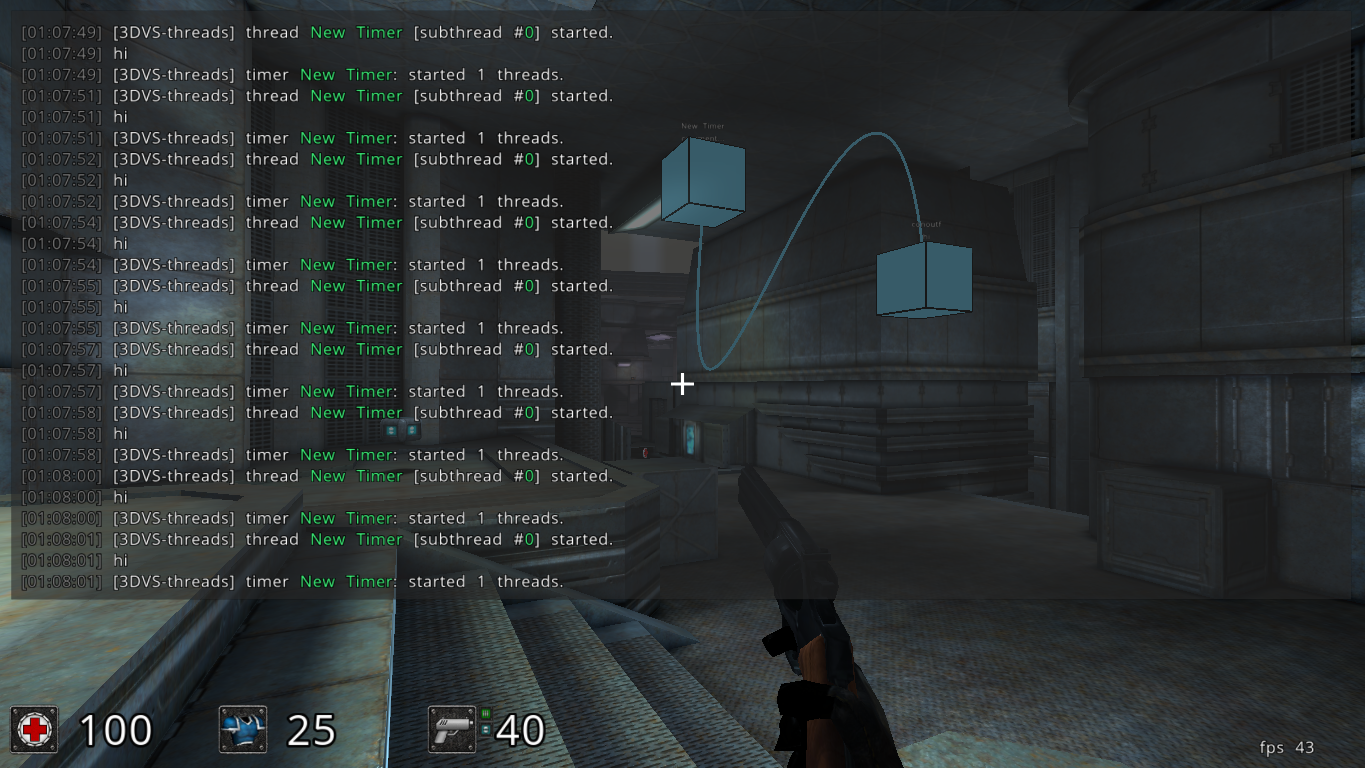 [01:07:49] [3DVS-threads] thread New Timer [subthread #0] started.
[01:07:49] hi
[01:07:49] [3DVS-threads] timer New Timer: started 1 threads.
[01:07:51] [3DVS-threads] thread New Timer [subthread #0] started.
[01:07:51] hi
[01:07:51] [3DVS-threads] timer New Timer: started 1 threads.
[01:07:52] [3DVS-threads] thread New Timer [subthread #0] started.
[01:07:52] hi
[01:07:52] [3DVS-threads] timer New Timer: started 1 threads.
[01:07:54] [3DVS-threads] thread New Timer [subthread #0] started.
[01:07:54] hi
[01:07:54] [3DVS-threads] timer New Timer: started 1 threads.
[01:07:55] [3DVS-threads] thread New Timer [subthread #0] started.
[01:07:55] hi
[01:07:55] [3DVS-threads] timer New Timer: started 1 threads.
[01:07:57] [3DVS-threads] thread New Timer [subthread #0] started.
[01:07:57] hi
[01:07:57] [3DVS-threads] timer New Timer: started 1 threads.
[01:07:58] [3DVS-threads] thread New Timer [subthread #0] started.
[01:07:58] hi
[01:07:58] [3DVS-threads] timer New Timer: started 1 threads.
[01:08:00] [3DVS-threads] thread New Timer [subthread #0] started.
[01:08:00] hi
[01:08:00] [3DVS-threads] timer New Timer: started 1 threads.
[01:08:01] [3DVS-threads] thread New Timer [subthread #0] started.
[01:08:01] hi
[01:08:01] [3DVS-threads] timer New Timer: started 1 threads.
New Timer
100
25
40
fps 43